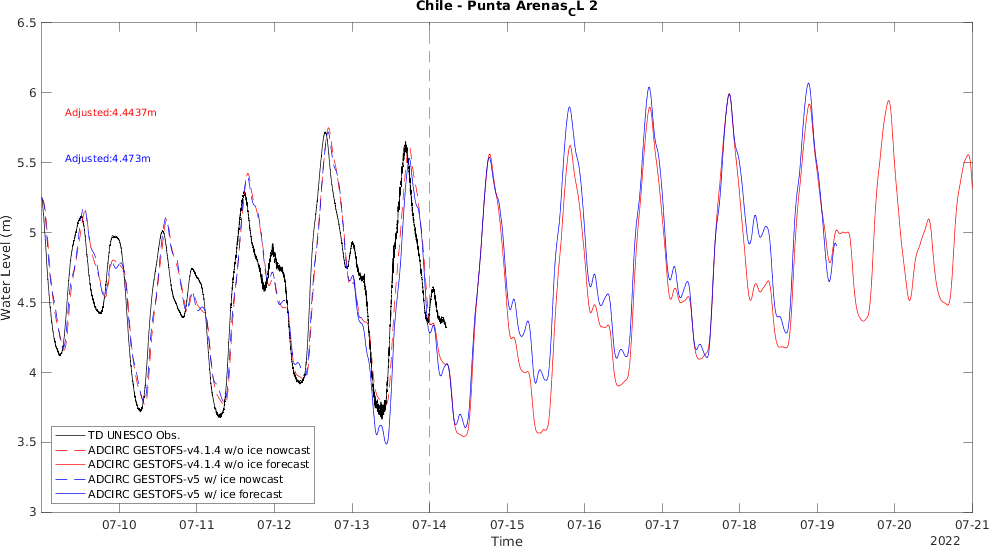 Chile - Punta Arenas_CL 2
6.5
6
5.5
5
4.5
4
3.5
3
Water Level (m)
Adjusted:4.4437m
Adjusted:4.473m
TD UNESCO Obs.
ADCIRC GESTOFS-v4.1.4 w/o ice nowcast
ADCIRC GESTOFS-v4.1.4 w/o ice forecast
ADCIRC GESTOFS-v5 w/ ice nowcast
ADCIRC GESTOFS-v5 w/ ice forecast
07-10 07-11 07-12 07-13 07-14 07-15 07-16 07-17 07-18 07-19 07-20 07-21
Time
2022